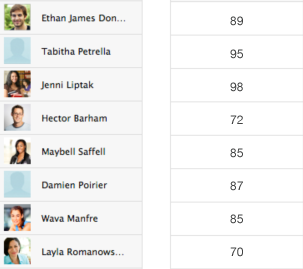 Ethan James Don... 89
Tabitha Petrella 95
Jenni Liptak 98
Hector Barham 72
Maybell Saffell 85
Damien Poirier 87
Wava Manfre 85
Layla Romanows... 70